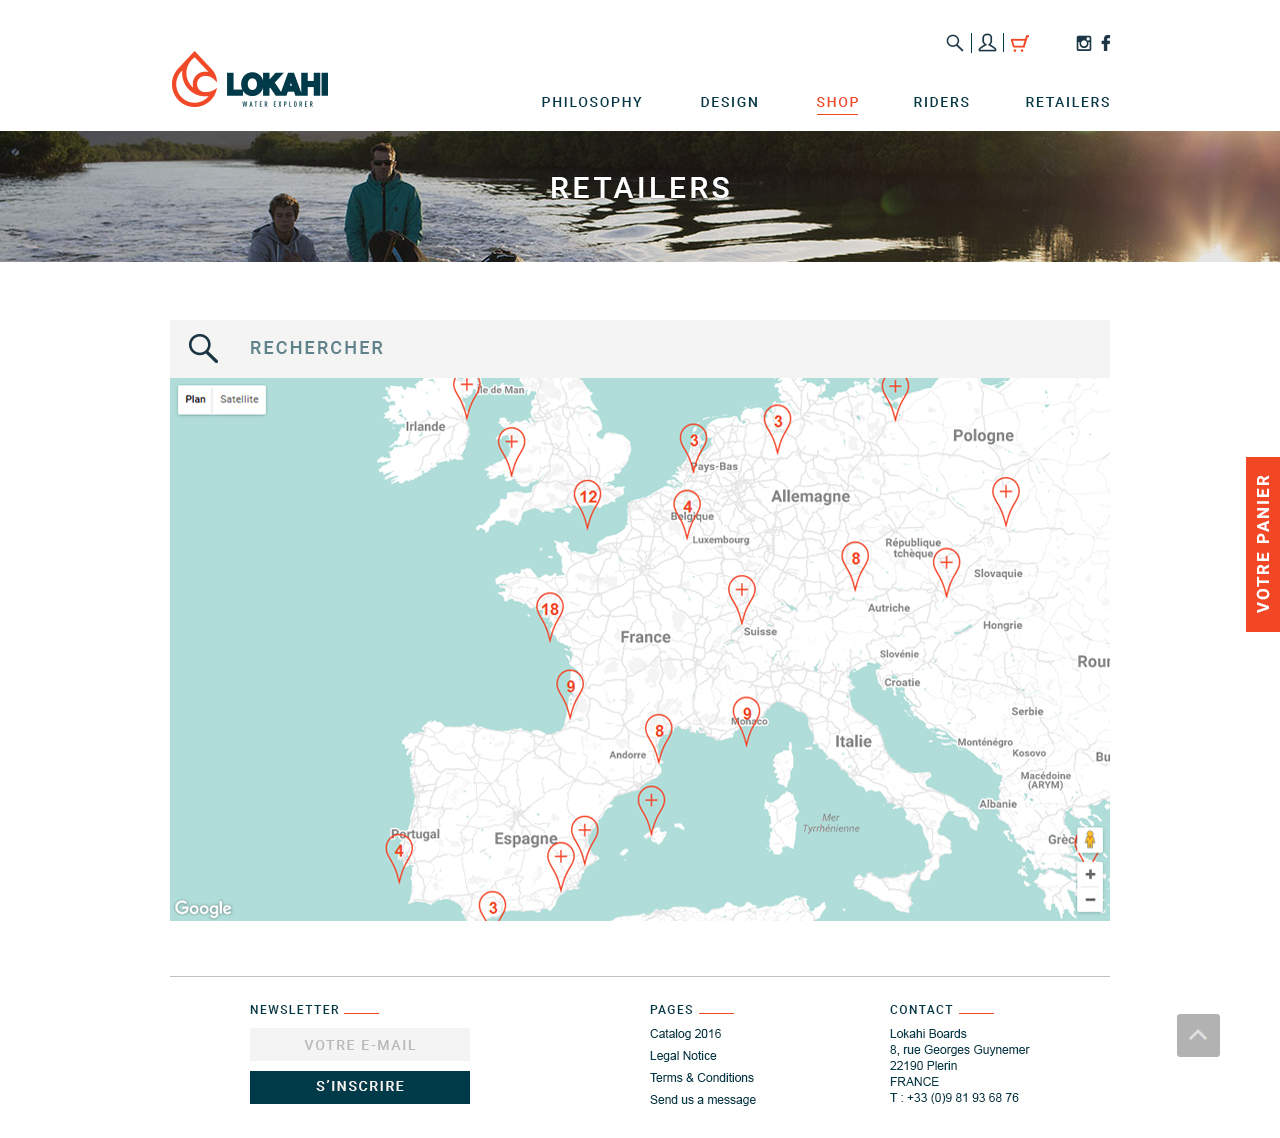 LOKAHI
WATER EXPLORER
PHILOSOPHY
DESIGN
SHOP
RIDERS
RETAILERS
RETAILERS
RECHERCHER
Plan
Satellite
Île de Man
Irlande
3
3
Pologne
Pays-Bas
12
4
Allemagne
Belgique
Luxembourg
République
tchèque
8
Slovaquie
18
Autriche
France
Suisse
Hongrie
Slovénie
Rour
Croatie
9
9
Monaco
Serbie
8
Andorre
Italie
Monténégro
Kosovo
Bu
Macédoine
(ARYM)
Albanie
Mer
Tyrrhénienne
Portugal
4
Espagne
Grèc
3
Google
VOTRE PANIER
NEWSLETTER
VOTRE E-MAIL
S’INSCRIRE
PAGES
Catalog 2016
Legal Notice
Terms & Conditions
Send us a message
CONTACT
Lokahi Boards
8, rue Georges Guynemer
22190 Plerin
FRANCE
T : +33 (0)9 81 93 68 76